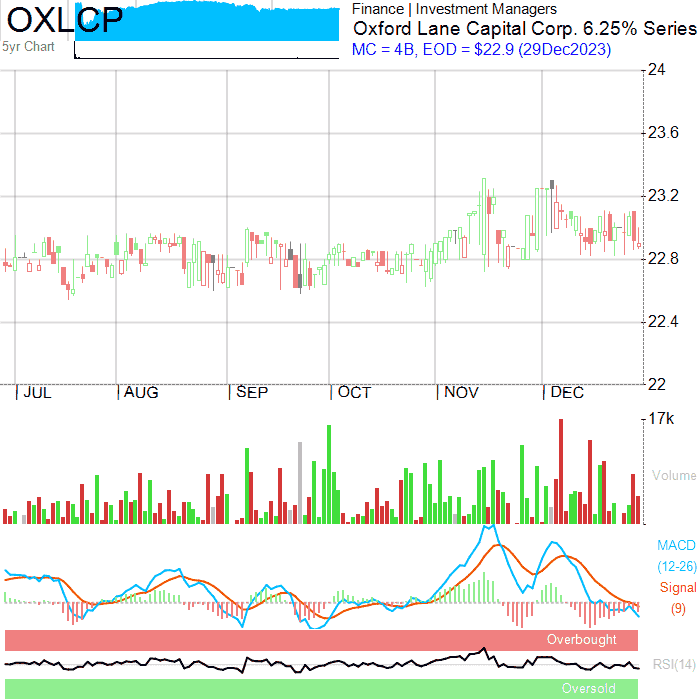 OXLCP
5yr Chart
Finance | Investment Managers
Oxford Lane Capital Corp. 6.25% Series
MC = 4B, EOD = $22.9 (29Dec2023)
24
23.6
23.2
22.8
22.4
22
JUL AUG SEP OCT NOV DEC
17k
Volume
MACD
(12-26)
Signal
(9)
Overbought
RSI(14)
Oversold